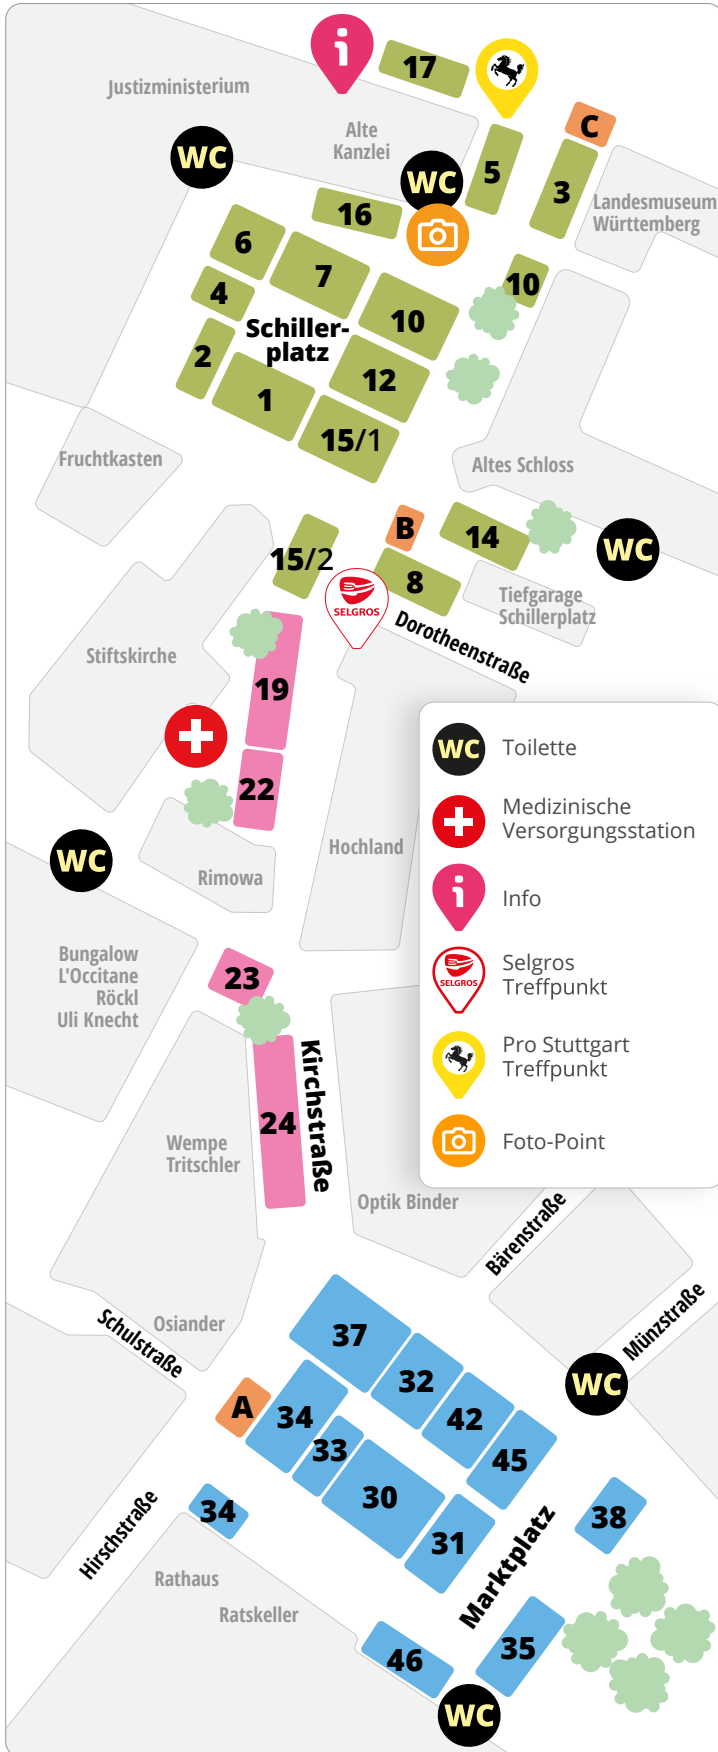 17
Justizministerium
C
Alte
Kanzlei
WC
5
WC
3
Landesmuseum
Württemberg
16
6
7
10
4
10
Schiller-
platz
2
12
1
15/1
Fruchtkasten
Altes Schloss
B
14
WC
15/2
8
SELGROS
Tiefgarage
Schillerplatz
Dorotheenstraße
Stiftskirche
19
22
WC
Hochland
Rimowa
WC
Toilette
Medizinische
Versorgungsstation
Info
SELGROS
Selgros
Treffpunkt
Pro Stuttgart
Treffpunkt
Foto-Point
Bungalow
L'Occitane
Röckl
Uli Knecht
23
Kirchstraße
24
Wempe
Tritschler
Optik Binder
Bärenstraße
Münzstraße
Osiander
Schulstraße
37
32
WC
A
34
42
33
45
30
34
38
31
Hirschstraße
Marktplatz
Rathaus
Ratskeller
35
46
WC